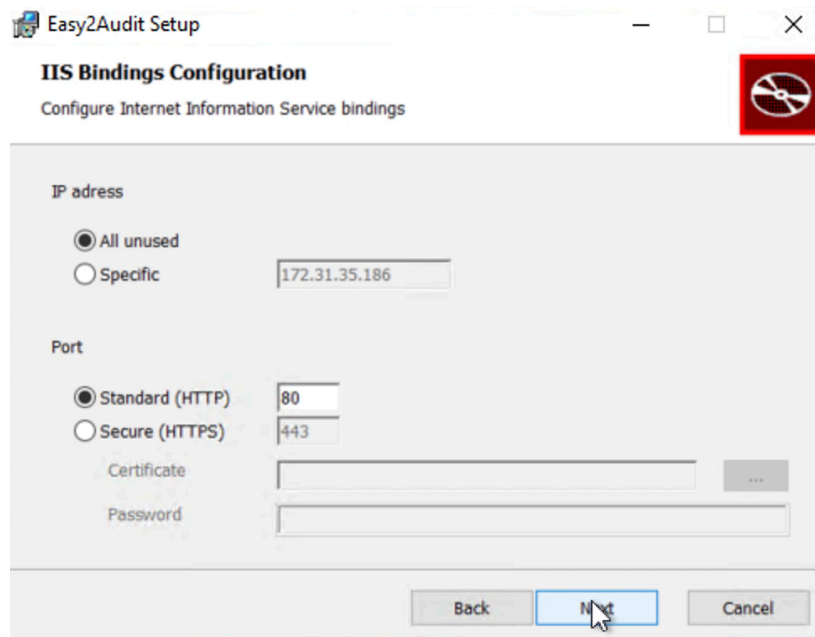 Easy2Audit Setup
IIS Bindings Configuration
Configure Internet Information Service bindings
IP adress
All unused
Specific 172.31.35.186
Port
Standard (HTTP) 80
Secure (HTTPS) 443
Certificate ...
Password
Back Next Cancel